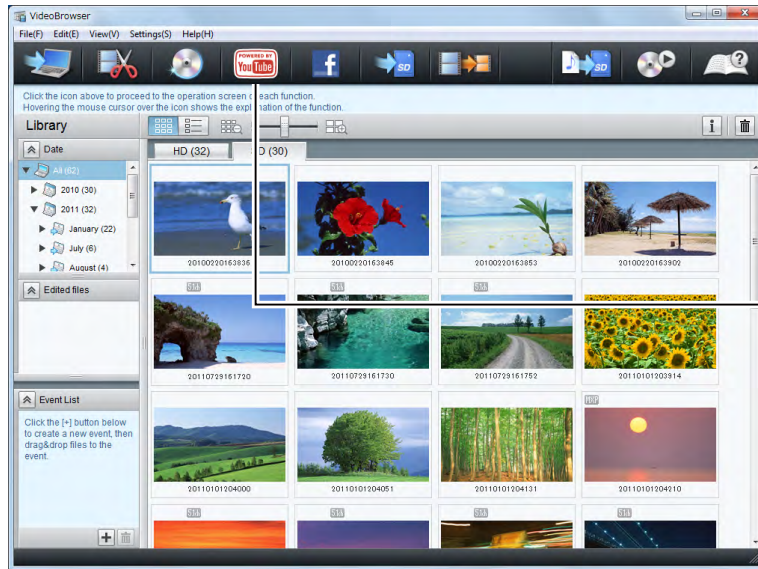 VideoBrowser
File(F) Edit(E) View(V) Settings(S) Help(H)
POWERED BY
YouTube
f
SD
SD
?
Click the icon above to proceed to the operation screen of each function.
Hovering the mouse cursor over the icon shows the explanation of the function.
Library
i
Date
All (62)
2010 (30)
2011 (32)
January (22)
July (6)
August (4)
Edited files
Event List
Click the [+] button below
to create a new event, then
drag&drop files to the
event.
HD (32)
(30)
20100220163836
20100220163845
20100220163853
20100220163902
20110729161720
20110729161730
20110729161752
20110101203914
MXP
20110101204000
20110101204051
20110101204131
20110101204210